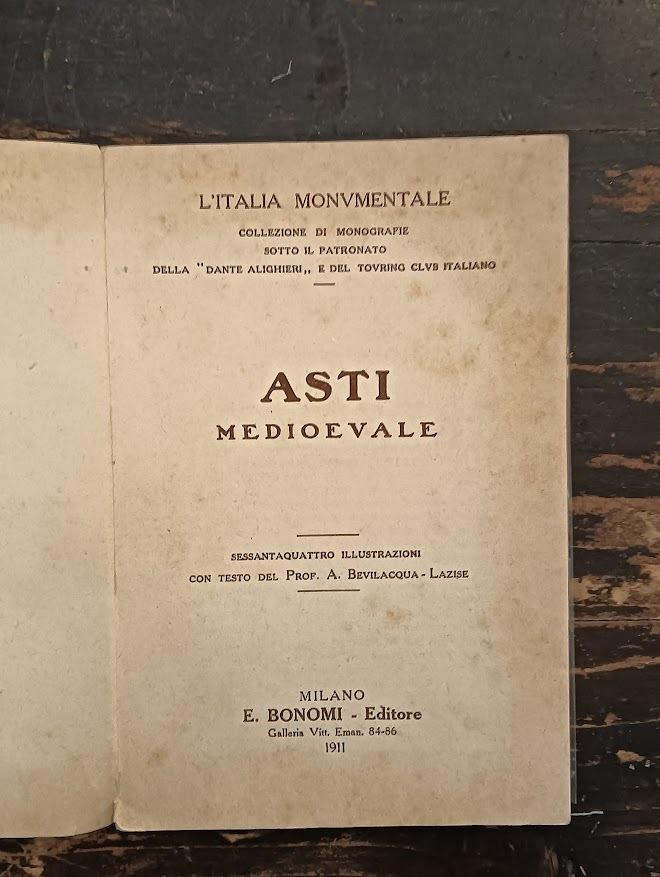 L'ITALIA MONVMENTALE
COLLEZIONE DI MONOGRAFIE
SOTTO IL PATRONATO
DELLA "DANTE ALIGHIERI„ E DEL TOVRING CLVB ITALIANO
ASTI
MEDIOEVALE
SESSANTAQUATTRO ILLUSTRAZIONI
CON TESTO DEL PROF. A. BEVILACQUA - LAZISE
MILANO
E. BONOMI - Editore
Galleria Vitt. Eman. 84-86
1911